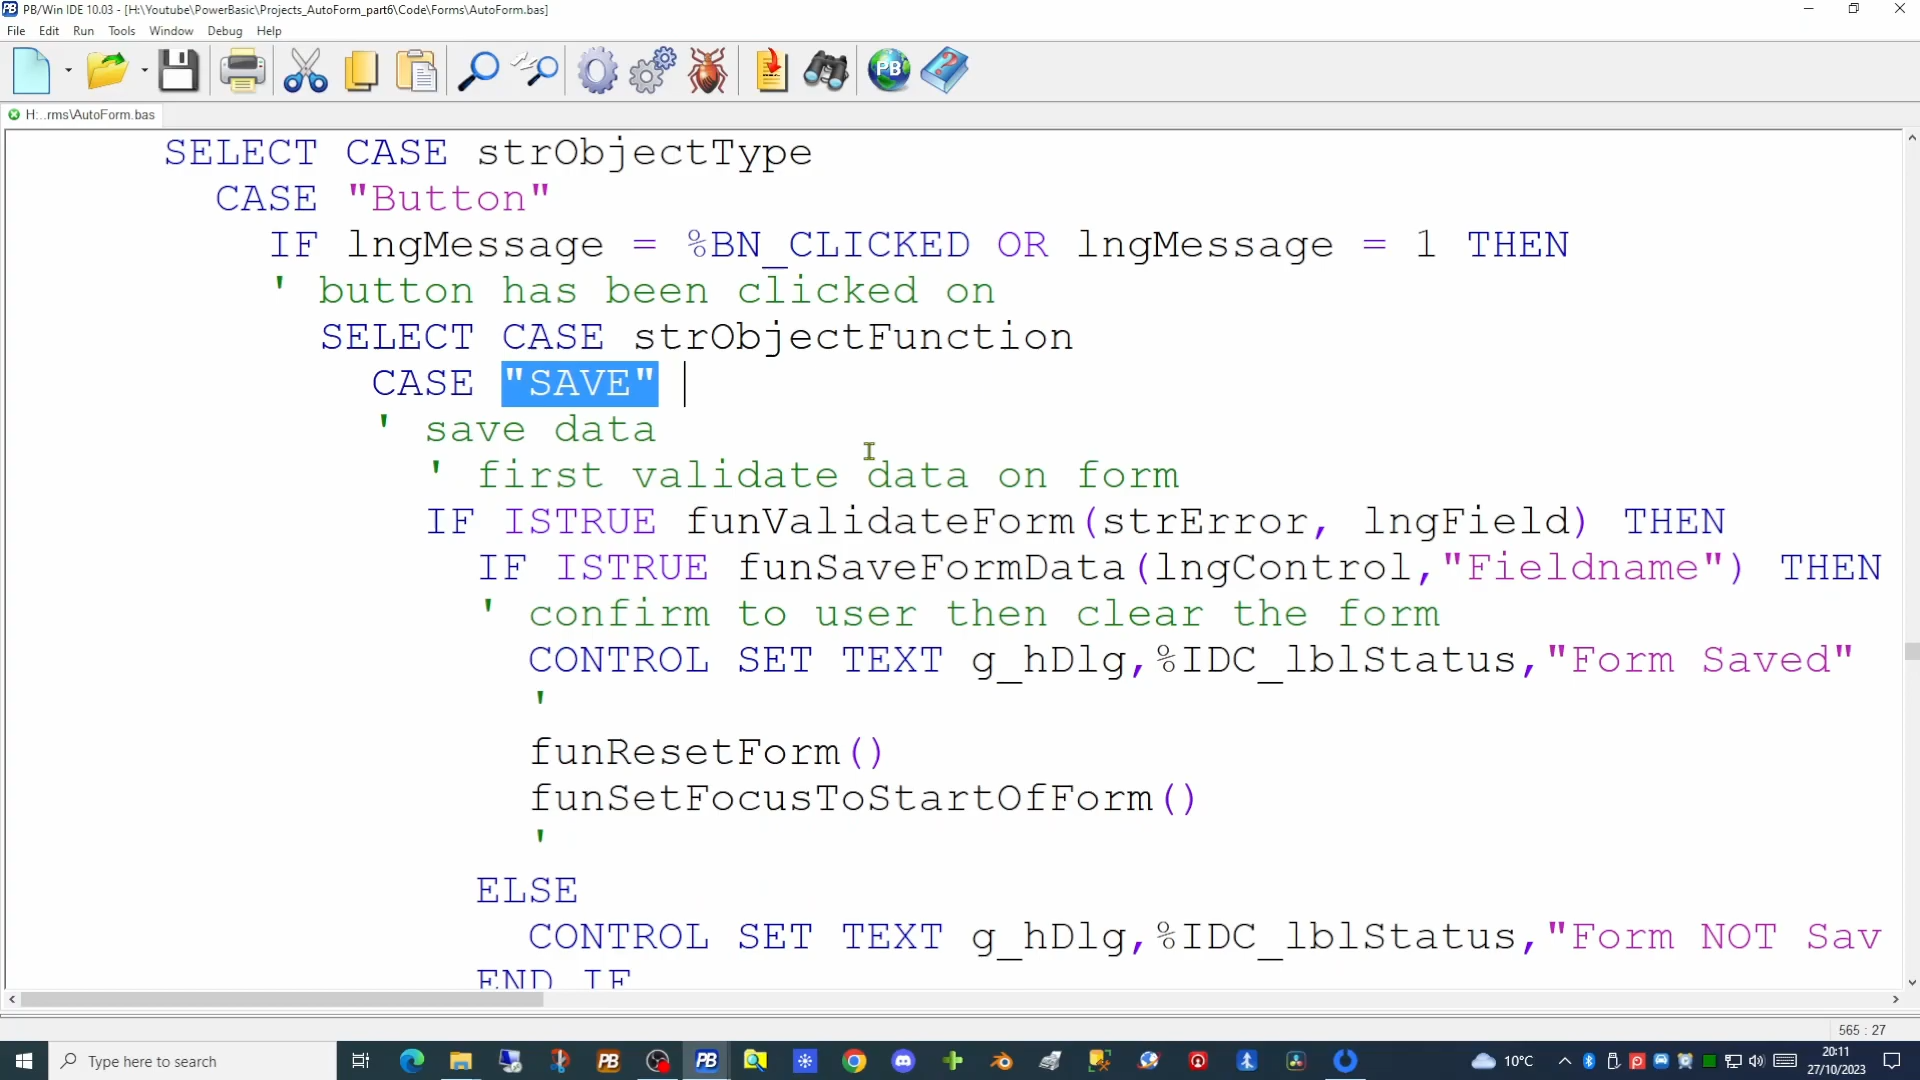 PB/Win IDE 10.03 - [H:\Youtube\PowerBasic\Projects_AutoForm_part6\Code\Forms\AutoForm.bas]
File Edit Run Tools Window Debug Help
PB
H:..rms\AutoForm.bas
SELECT CASE strObjectType
CASE "Button"
IF lngMessage = %BN_CLICKED OR lngMessage = 1 THEN
' button has been clicked on
SELECT CASE strObjectFunction
CASE "SAVE"
' save data
' first validate data on form
IF ISTRUE funValidateForm(strError, lngField) THEN
IF ISTRUE funSaveFormData(lngControl,"Fieldname") THEN
' confirm to user then clear the form
CONTROL SET TEXT g_hDlg,%IDC_lblStatus,"Form Saved"
'
funResetForm()
funSetFocusToStartOfForm()
'
ELSE
CONTROL SET TEXT g_hDlg,%IDC_lblStatus,"Form NOT Sav
END IF
565 : 27
Type here to search
PB
PB
10°C
20:11
27/10/2023